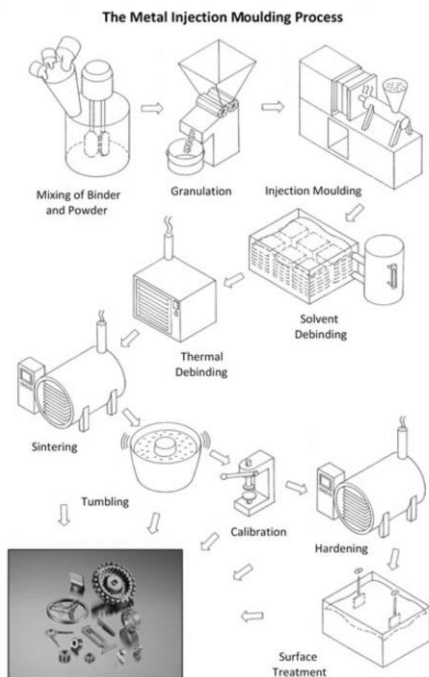 The Metal Injection Moulding Process
Mixing of Binder
and Powder
Granulation
Injection Moulding
Solvent
Debinding
Thermal
Debinding
Sintering
Tumbling
Calibration
Hardening
Surface
Treatment